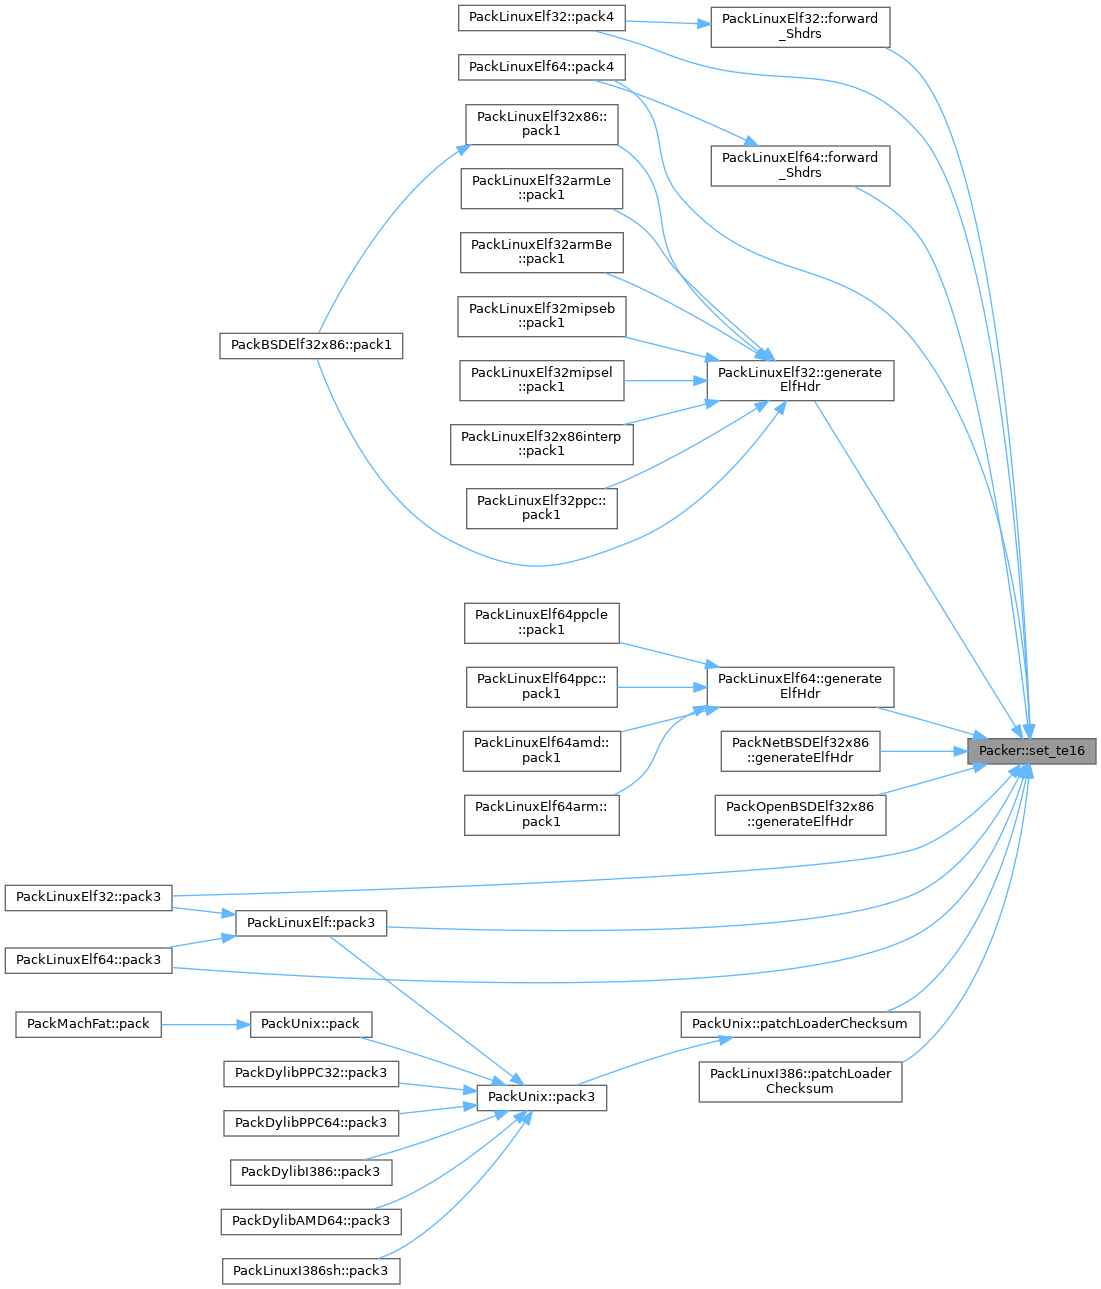 PackLinuxElf32::pack4
PackLinuxElf32::forward
_Shdrs
PackLinuxElf64::pack4
PackLinuxElf32x86::
pack1
PackLinuxElf64::forward
_Shdrs
PackLinuxElf32armLe
::pack1
PackLinuxElf32armBe
::pack1
PackLinuxElf32mipseb
::pack1
PackBSDElf32x86::pack1
PackLinuxElf32mipsel
::pack1
PackLinuxElf32::generate
ElfHdr
PackLinuxElf32x86interp
::pack1
PackLinuxElf32ppc::
pack1
PackLinuxElf64ppcle
::pack1
PackLinuxElf64ppc::
pack1
PackLinuxElf64::generate
ElfHdr
PackLinuxElf64amd::
pack1
PackNetBSDElf32x86
::generateElfHdr
Packer::set_te16
PackLinuxElf64arm::
pack1
PackOpenBSDElf32x86
::generateElfHdr
PackLinuxElf32::pack3
PackLinuxElf::pack3
PackLinuxElf64::pack3
PackMachFat::pack
PackUnix::pack
PackUnix::patchLoaderChecksum
PackDylibPPC32::pack3
PackLinuxI386::patchLoader
Checksum
PackUnix::pack3
PackDylibPPC64::pack3
PackDylibI386::pack3
PackDylibAMD64::pack3
PackLinuxI386sh::pack3